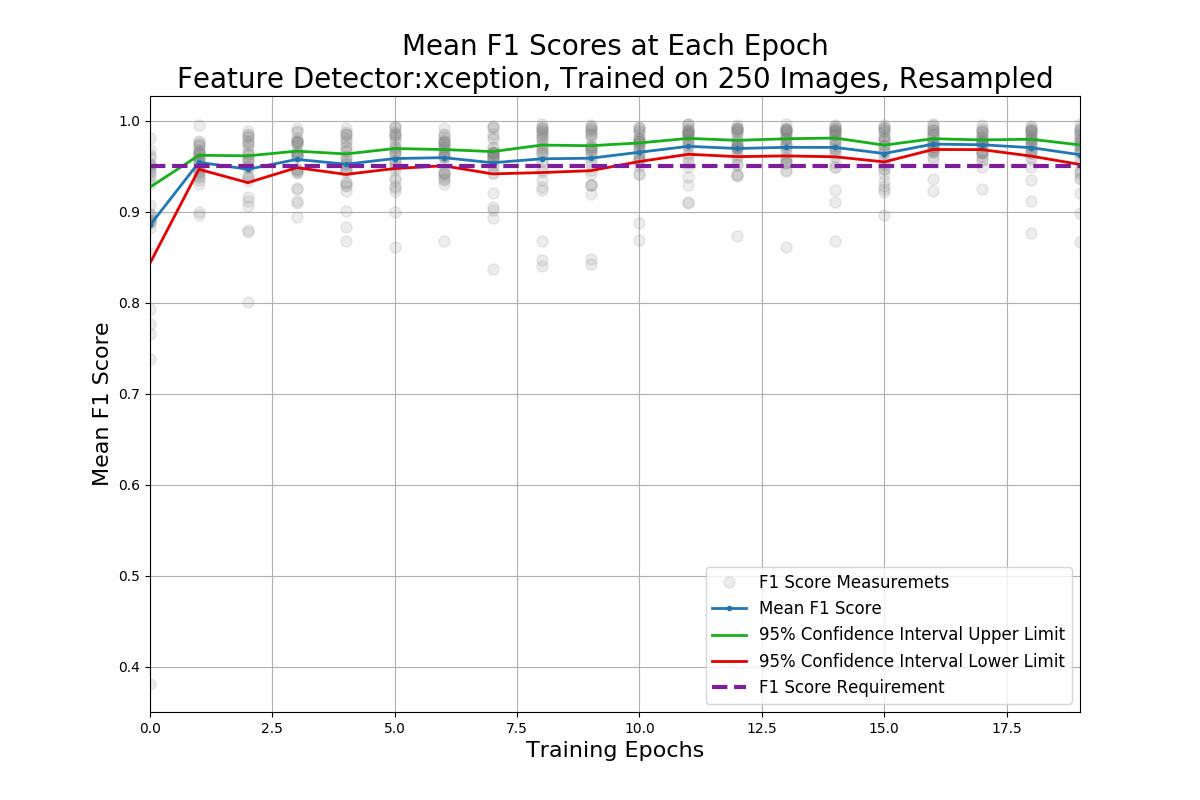 Mean F1 Scores at Each Epoch
Feature Detector:xception, Trained on 250 Images, Resampled
Mean F1 Score
1.0
0.9
0.8
0.7
0.6
0.5
0.4
F1 Score Measuremets
Mean F1 Score
95% Confidence Interval Upper Limit
95% Confidence Interval Lower Limit
F1 Score Requirement
0.0 2.5 5.0 7.5 10.0 12.5 15.0 17.5
Training Epochs